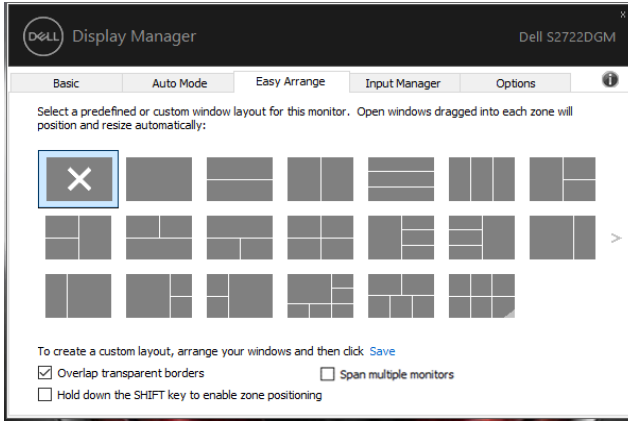 x
DELL Display Manager Dell S2722DGM
Basic Auto Mode Easy Arrange Input Manager Options i
Select a predefined or custom window layout for this monitor. Open windows dragged into each zone will
position and resize automatically:
>
To create a custom layout, arrange your windows and then click Save
Overlap transparent borders Span multiple monitors
Hold down the SHIFT key to enable zone positioning